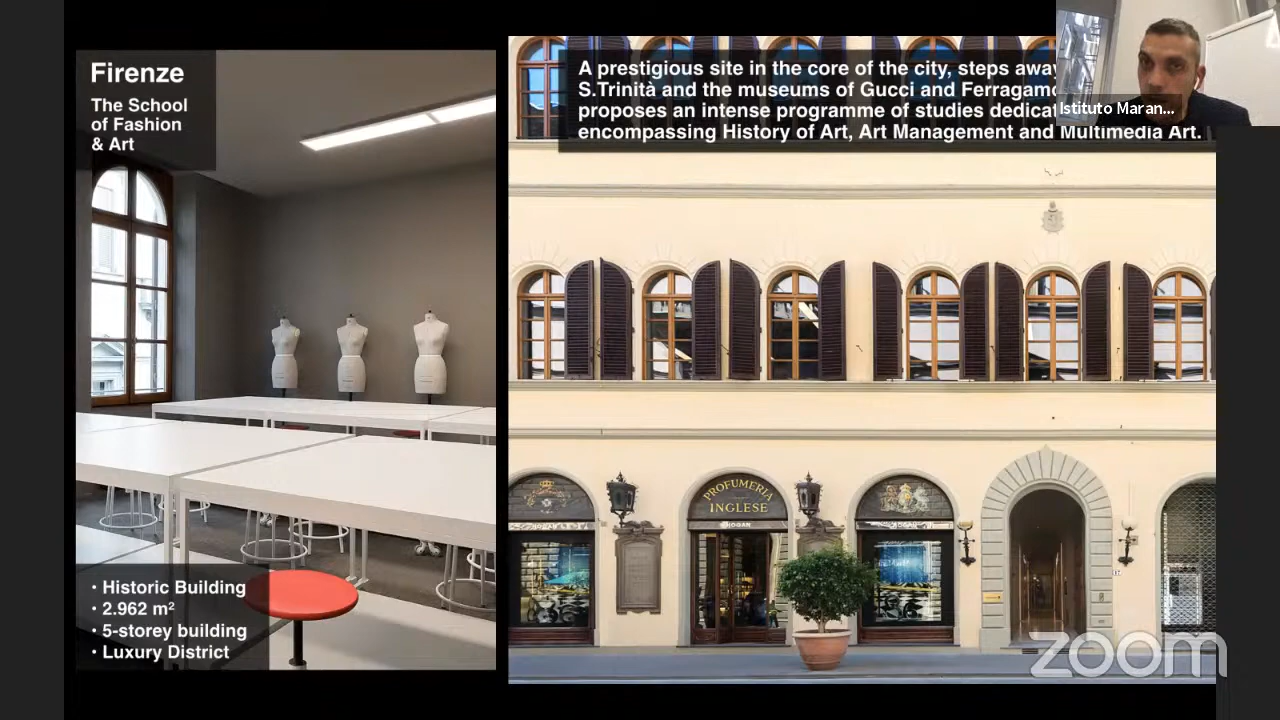 Firenze
The School
of Fashion
& Art
• Historic Building
• 2.962 m²
• 5-storey building
• Luxury District
A prestigious site in the core of the city, steps away
S.Trinità and the museums of Gucci and Ferragamo
proposes an intense programme of studies
encompassing History of Art, Art Management and Multimedia Art.
Istituto Maran...
PROFUMERIA
INGLESE
HOGAN
HOGAN
zoom